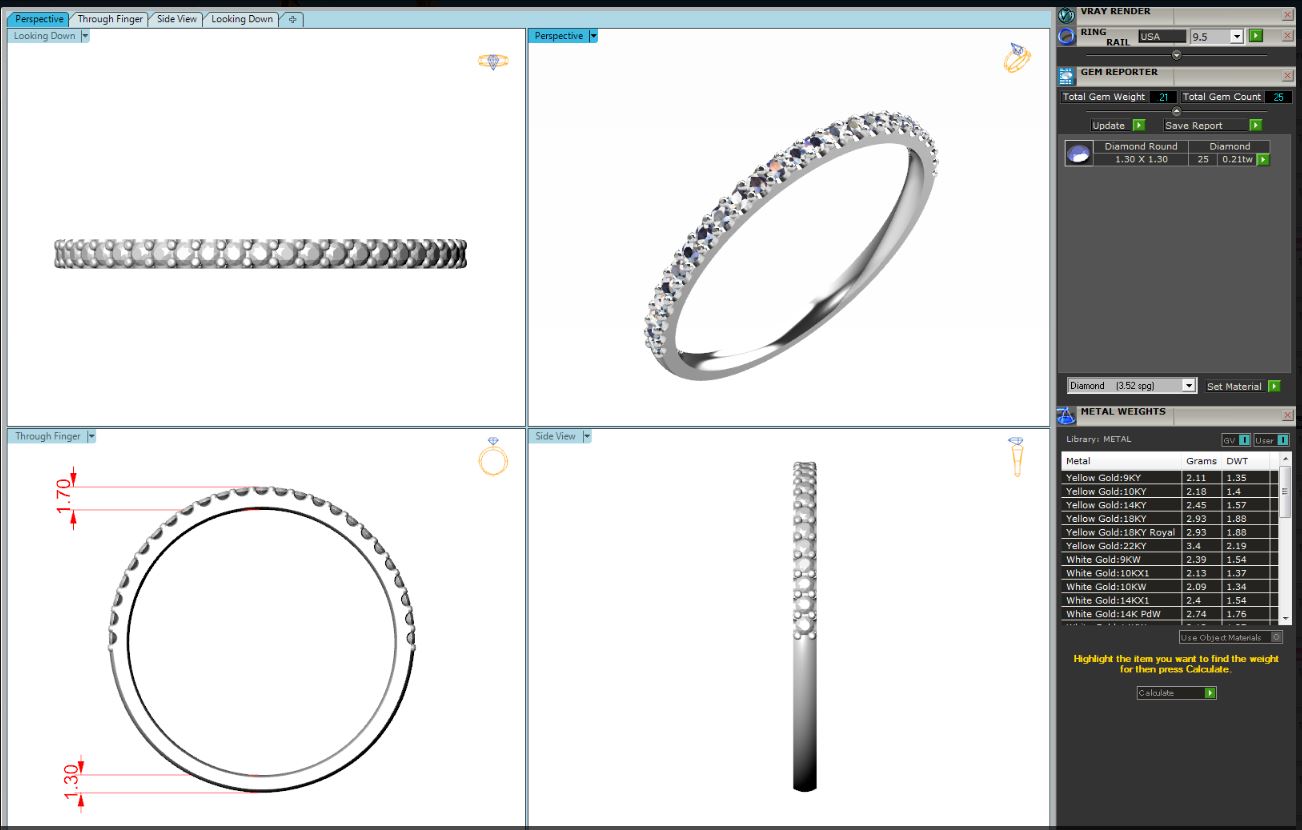 Perspective Through Finger Side View Looking Down
Looking Down
Perspective
Through Finger
1.70
1.30
Side View
VRAY RENDER
RING RAIL USA 9.5
GEM REPORTER
Total Gem Weight 21 Total Gem Count 25
Update Save Report
Diamond Round Diamond
1.30 X 1.30 25 0.21tw
Diamond (3.52 spg) Set Material
METAL WEIGHTS
Library: METAL GV User
Metal Grams DWT
Yellow Gold:9KY 2.11 1.35
Yellow Gold:10KY 2.18 1.4
Yellow Gold:14KY 2.45 1.57
Yellow Gold:18KY 2.93 1.88
Yellow Gold:18KY Royal 2.93 1.88
Yellow Gold:22KY 3.4 2.19
White Gold:9KW 2.39 1.54
White Gold:10KX1 2.13 1.37
White Gold:10KW 2.09 1.34
White Gold:14KX1 2.4 1.54
White Gold:14K PdW 2.74 1.76
Use Object Materials
Highlight the item you want to find the weight
for then press Calculate.
Calculate